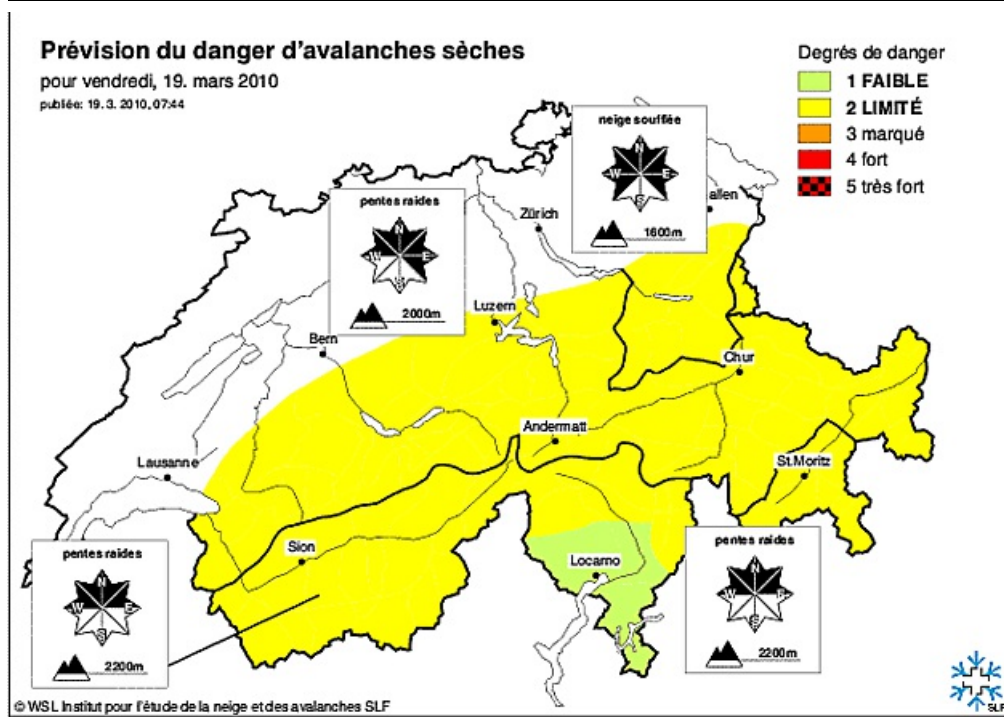 Prévision du danger d'avalanches sèches
pour vendredi, 19. mars 2010
publiée: 19. 3. 2010, 07:44
Degrés de danger
1 FAIBLE
2 LIMITÉ
3 marqué
4 fort
5 très fort
neige soufflée
N
W E
S
1600m
allen
pentes raides
N
W E
S
2000m
Zürich
Luzern
Bern
Chur
Andermatt
Lausanne
St.Moritz
Sion
Locarno
pentes raides
N
W E
S
2200m
pentes raides
N
W E
S
2200m
© WSL Institut pour l'étude de la neige et des avalanches SLF
SLF